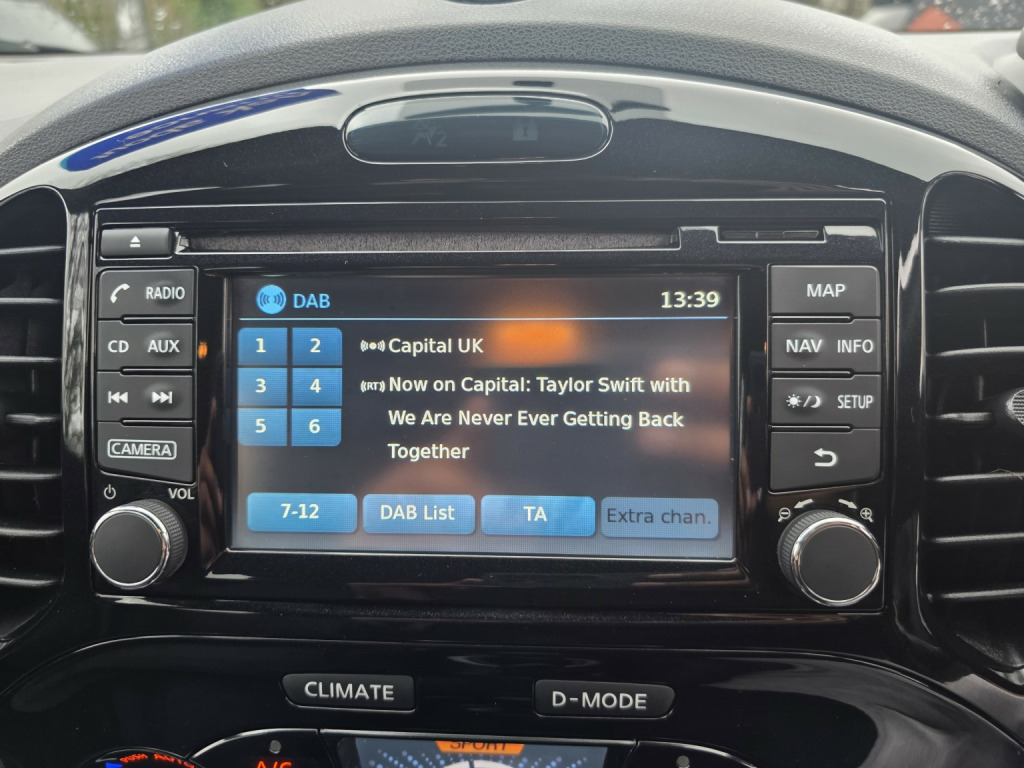 RADIO
CD AUX
CAMERA
VOL
DAB 13:39
1 2
3 4
5 6
Capital UK
(RT) Now on Capital: Taylor Swift with
We Are Never Ever Getting Back
Together
7-12 DAB List TA Extra chan.
MAP
NAV INFO
SETUP
CLIMATE D-MODE
AUTO
A/C
SPORT